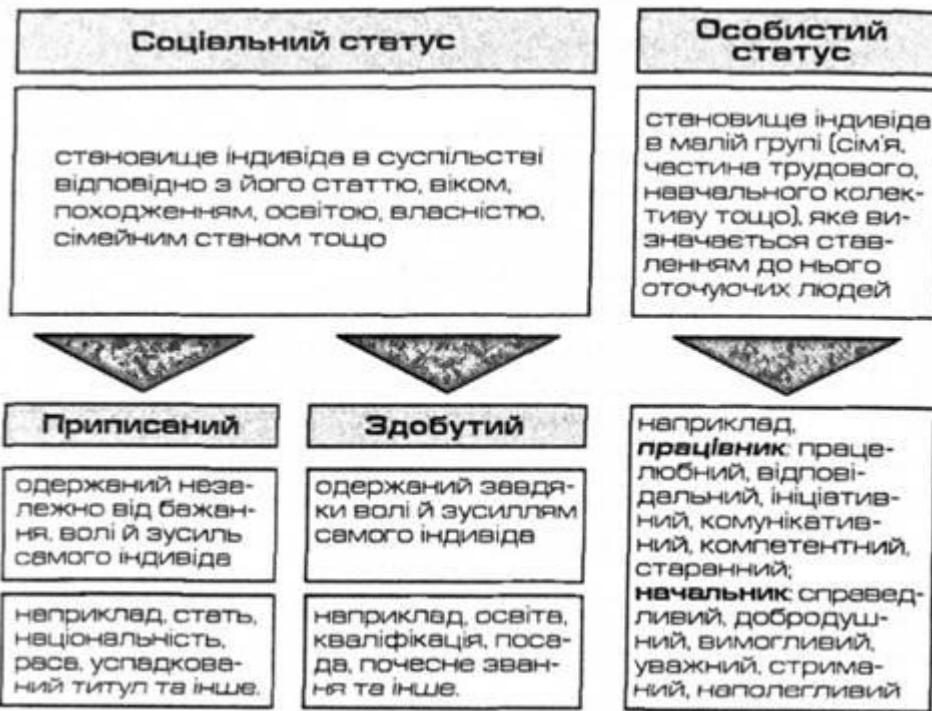 Соціальний статус
становище індивіда в суспільстві
відповідно з його статтю, віком,
походженням, освітою, власністю,
сімейним станом тощо
Особистий
статус
становище індивіда
в малій групі (сім'я,
частина трудового,
навчального колек-
тиву тощо), яке ви-
значається став-
ленням до нього
оточуючих людей
Приписаний
одержаний неза-
лежно від бажан-
ня, волі й зусиль
самого індивіда
наприклад, стать,
національність,
раса, успадкова-
ний титул та інше.
Здобутий
одержаний завдя-
ки волі й зусиллям
самого індивіда
наприклад, освіта,
кваліфікація, поса-
да, почесне зван-
ня та інше.
наприклад,
працівник: праце-
любний, відпові-
дальний, ініціатив-
ний, комунікатив-
ний, компетентний,
старанний;
начальник: справед-
ливий, добродуш-
ний, вимогливий,
уважний, стрима-
ний, наполегливий